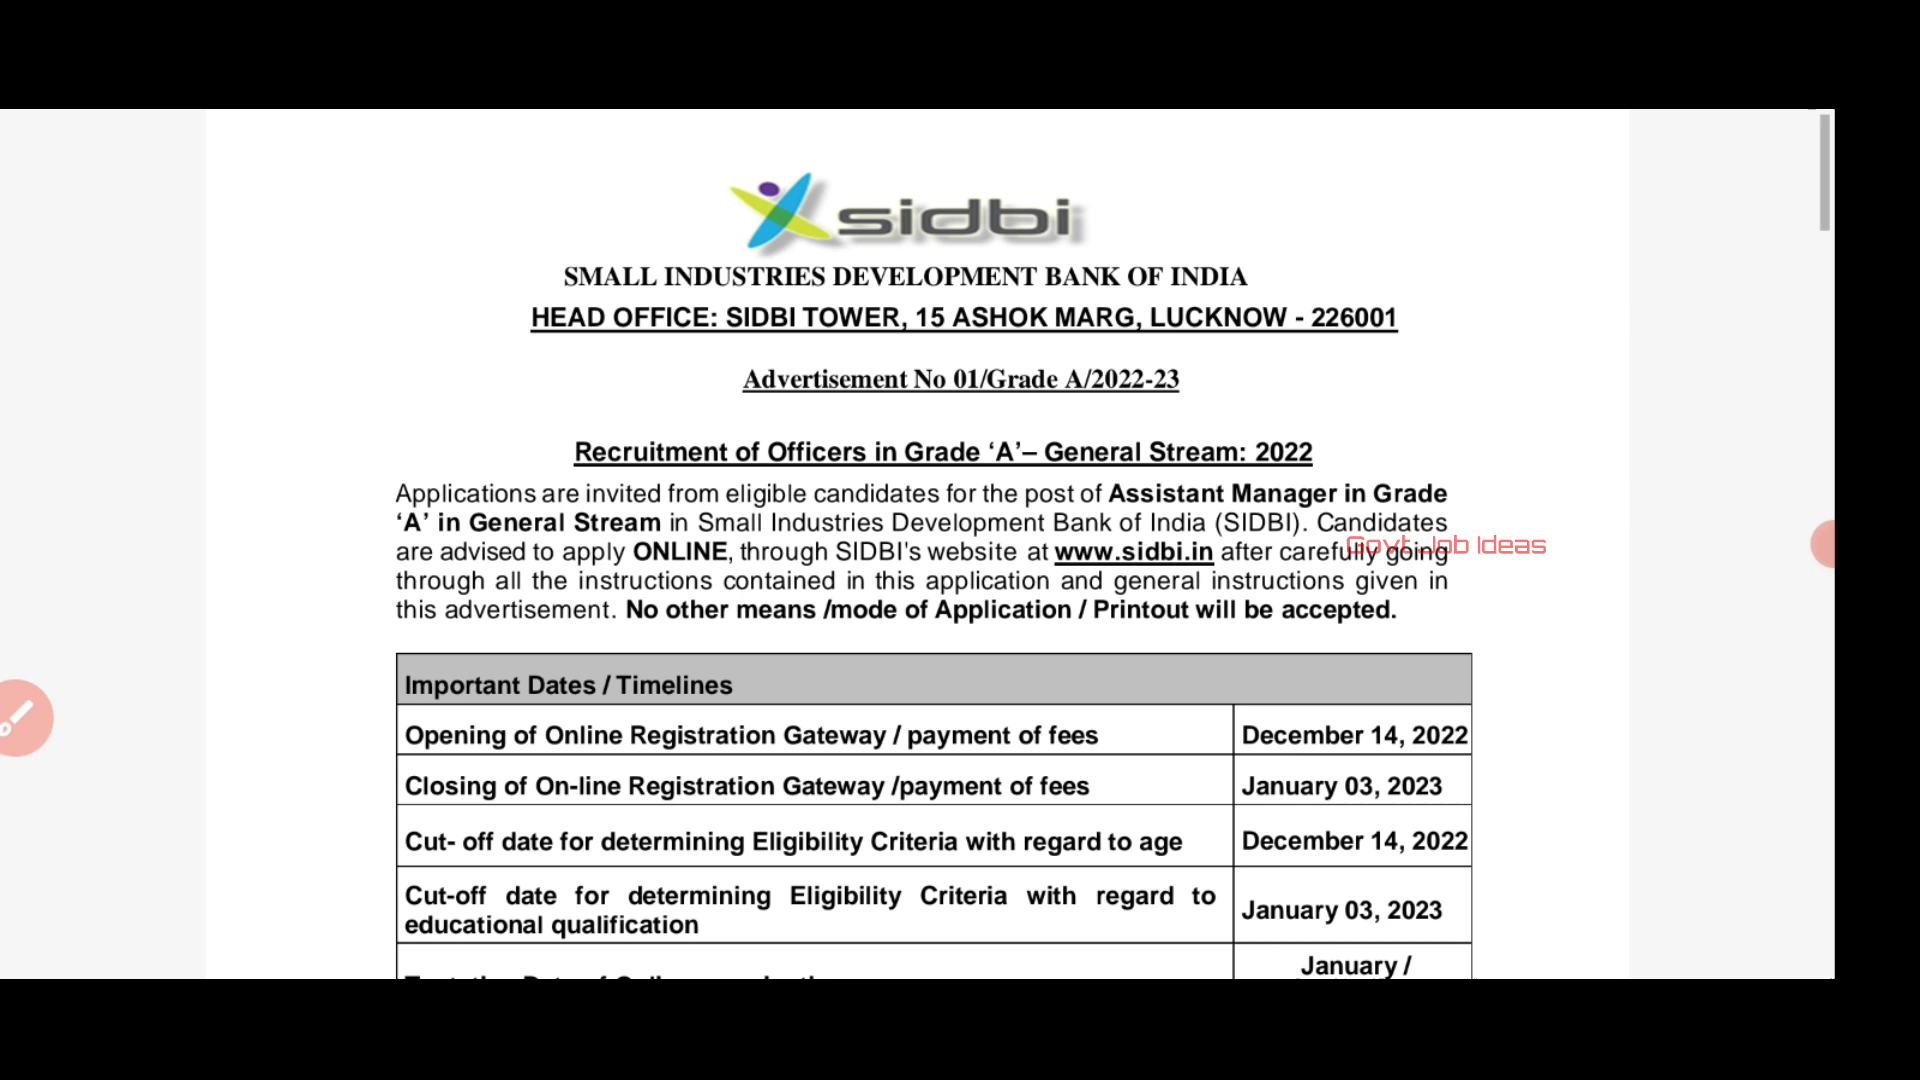 sidbi
SMALL INDUSTRIES DEVELOPMENT BANK OF INDIA
HEAD OFFICE: SIDBI TOWER, 15 ASHOK MARG, LUCKNOW - 226001
Advertisement No 01/Grade A/2022-23
Recruitment of Officers in Grade ‘A’– General Stream: 2022
Applications are invited from eligible candidates for the post of Assistant Manager in Grade
‘A’ in General Stream in Small Industries Development Bank of India (SIDBI). Candidates
are advised to apply ONLINE, through SIDBI's website at www.sidbi.in after carefully going
Govt Job Ideas
through all the instructions contained in this application and general instructions given in
this advertisement. No other means /mode of Application / Printout will be accepted.
Important Dates / Timelines
Opening of Online Registration Gateway / payment of fees December 14, 2022
Closing of On-line Registration Gateway /payment of fees January 03, 2023
Cut- off date for determining Eligibility Criteria with regard to age December 14, 2022
Cut-off date for determining Eligibility Criteria with regard to
educational qualification January 03, 2023
January /